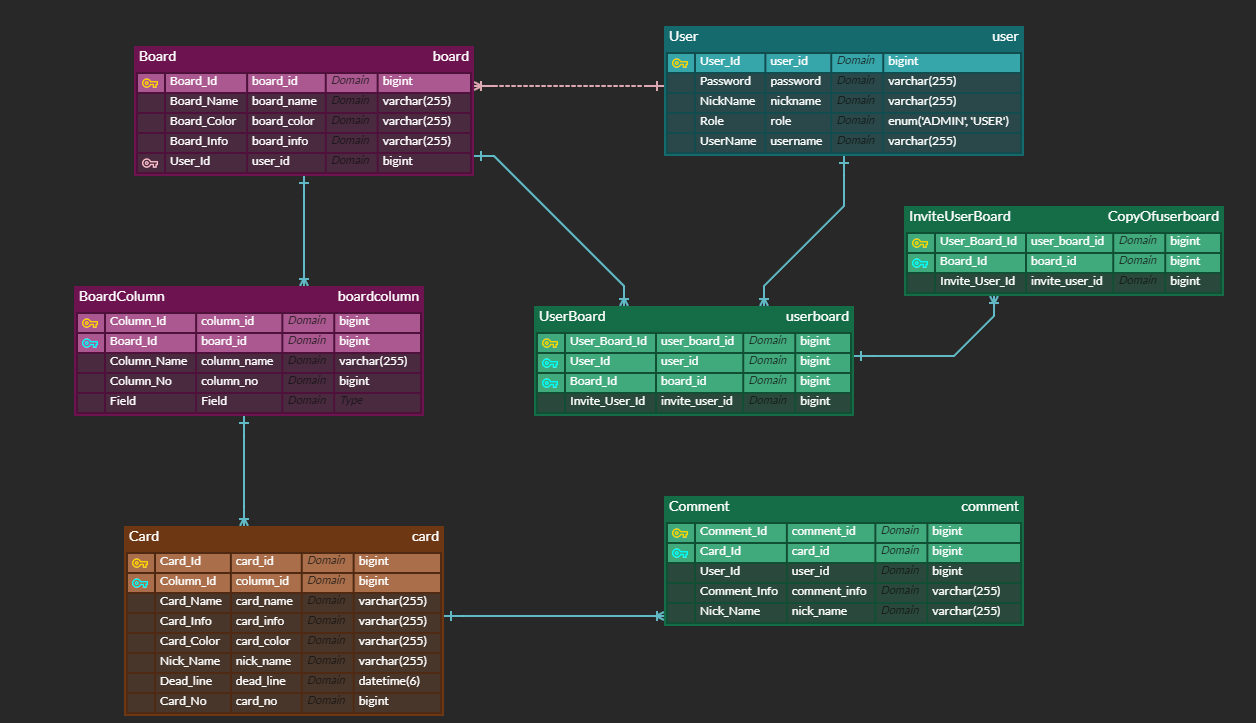 Board board
Board_Id board_id Domain bigint
Board_Name board_name Domain varchar(255)
Board_Color board_color Domain varchar(255)
Board_Info board_info Domain varchar(255)
User_Id user_id Domain bigint
User user
User_Id user_id Domain bigint
Password password Domain varchar(255)
NickName nickname Domain varchar(255)
Role role Domain enum('ADMIN', 'USER')
UserName username Domain varchar(255)
InviteUserBoard CopyOfuserboard
User_Board_Id user_board_id Domain bigint
Board_Id board_id Domain bigint
Invite_User_Id invite_user_id Domain bigint
BoardColumn boardcolumn
Column_Id column_id Domain bigint
Board_Id board_id Domain bigint
Column_Name column_name Domain varchar(255)
Column_No column_no Domain bigint
Field Field Domain Type
UserBoard userboard
User_Board_Id user_board_id Domain bigint
User_Id user_id Domain bigint
Board_Id board_id Domain bigint
Invite_User_Id invite_user_id Domain bigint
Card card
Card_Id card_id Domain bigint
Column_Id column_id Domain bigint
Card_Name card_name Domain varchar(255)
Card_Info card_info Domain varchar(255)
Card_Color card_color Domain varchar(255)
Nick_Name nick_name Domain varchar(255)
Dead_line dead_line Domain datetime(6)
Card_No card_no Domain bigint
Comment comment
Comment_Id comment_id Domain bigint
Card_Id card_id Domain bigint
User_Id user_id Domain bigint
Comment_Info comment_info Domain varchar(255)
Nick_Name nick_name Domain varchar(255)